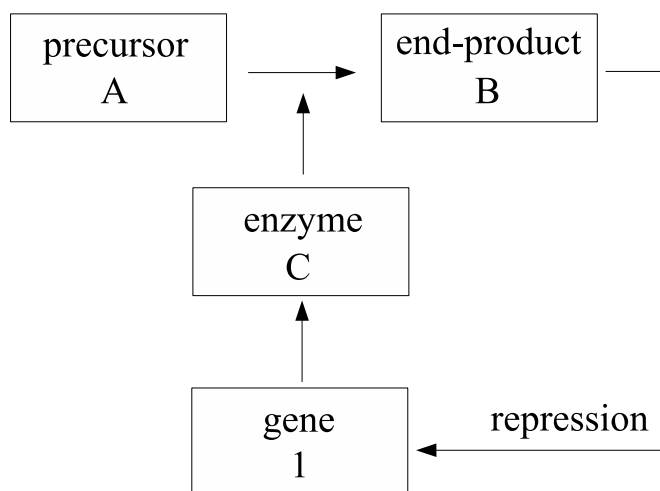 precursor
A
end-product
B
enzyme
C
gene
1
repression